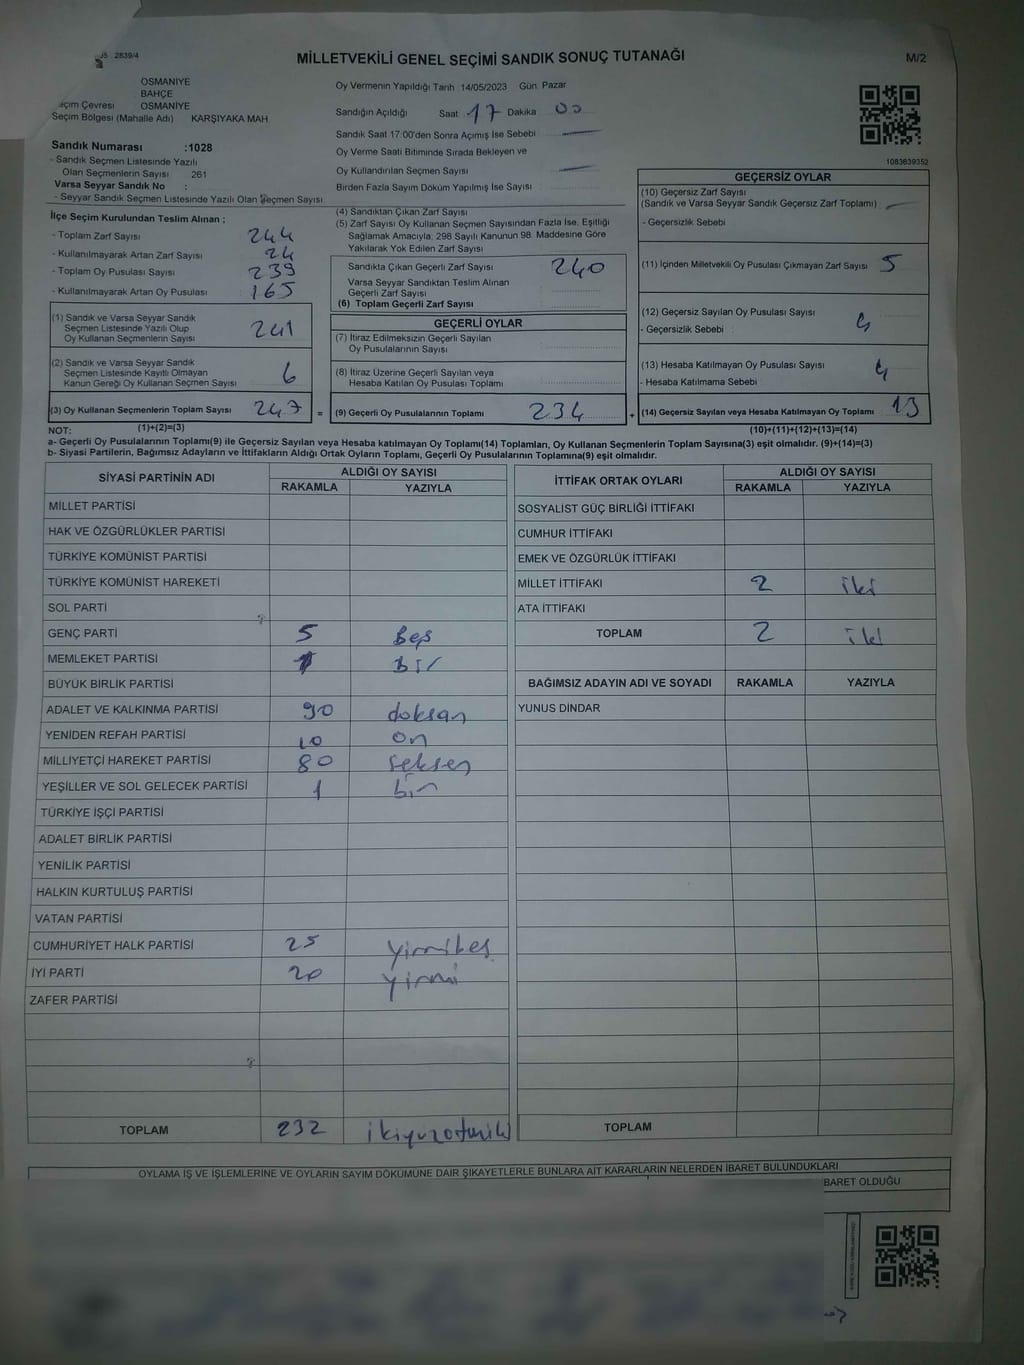 2839/4
MİLLETVEKİLİ GENEL SEÇİMİ SANDIK SONUÇ TUTANAĞI
M/2
OSMANİYE
BAHÇE
Seçim Çevresi OSMANİYE
Seçim Bölgesi (Mahalle Adı) KARŞIYAKA MAH
Oy Vermenin Yapıldığı Tarih :14/05/2023 Gün: Pazar
Sandığın Açıldığı Saat 17 Dakika 00
Sandık Saat 17:00'den Sonra Açımış İse Sebebi
Oy Verme Saati Bitiminde Sırada Bekleyen ve
Oy Kullandırılan Seçmen Sayısı
Birden Fazla Sayım Döküm Yapılmış İse Sayısı
1083639352
Sandık Numarası :1028
- Sandık Seçmen Listesinde Yazılı
Olan Seçmenlerin Sayısı 261
Varsa Seyyar Sandık No :
- Seyyar Sandık Seçmen Listesinde Yazılı Olan Seçmen Sayısı
İlçe Seçim Kurulundan Teslim Alınan ;
- Toplam Zarf Sayısı 244
- Kullanılmayarak Artan Zarf Sayısı 24
- Toplam Oy Pusulası Sayısı 239
- Kullanılmayarak Artan Oy Pusulası 165
(1) Sandık ve Varsa Seyyar Sandık
Seçmen Listesinde Yazılı Olup
Oy Kullanan Seçmenlerin Sayısı 241
(2) Sandık ve Varsa Seyyar Sandık
Seçmen Listesinde Kayıtlı Olmayan
Kanun Gereği Oy Kullanan Seçmen Sayısı 6
(3) Oy Kullanan Seçmenlerin Toplam Sayısı 247 =
(1)+(2)=(3)
(4) Sandıktan Çıkan Zarf Sayısı
(5) Zarf Sayısı Oy Kullanan Seçmen Sayısından Fazla İse, Eşitliği
Sağlamak Amacıyla; 298 Sayılı Kanunun 98. Maddesine Göre
Yakılarak Yok Edilen Zarf Sayısı
Sandıkta Çıkan Geçerli Zarf Sayısı 240
Varsa Seyyar Sandıktan Teslim Alınan
Geçerli Zarf Sayısı
(6) Toplam Geçerli Zarf Sayısı
GEÇERLİ OYLAR
(7) İtiraz Edilmeksizin Geçerli Sayılan
Oy Pusulalarının Sayısı
(8) İtiraz Üzerine Geçerli Sayılan veya
Hesaba Katılan Oy Pusulası Toplamı
(9) Geçerli Oy Pusulalarının Toplamı 234 +
GEÇERSİZ OYLAR
(10) Geçersiz Zarf Sayısı
(Sandık ve Varsa Seyyar Sandık Geçersiz Zarf Toplamı)
- Geçersizlik Sebebi :
(11) İçinden Milletvekili Oy Pusulası Çıkmayan Zarf Sayısı 5
(12) Geçersiz Sayılan Oy Pusulası Sayısı 4
- Geçersizlik Sebebi :
(13) Hesaba Katılmayan Oy Pusulası Sayısı 4
- Hesaba Katılmama Sebebi :
(14) Geçersiz Sayılan veya Hesaba Katılmayan Oy Toplamı 13
(10)+(11)+(12)+(13)=(14)
NOT:
a- Geçerli Oy Pusulalarının Toplamı(9) ile Geçersiz Sayılan veya Hesaba katılmayan Oy Toplamı(14) Toplamları, Oy Kullanan Seçmenlerin Toplam Sayısına(3) eşit olmalıdır. (9)+(14)=(3)
b- Siyasi Partilerin, Bağımsız Adayların ve İttifakların Aldığı Ortak Oyların Toplamı, Geçerli Oy Pusulalarının Toplamına(9) eşit olmalıdır.
SİYASİ PARTİNİN ADI ALDIĞI OY SAYISI
RAKAMLA YAZIYLA
MİLLET PARTİSİ
HAK VE ÖZGÜRLÜKLER PARTİSİ
TÜRKİYE KOMÜNİST PARTİSİ
TÜRKİYE KOMÜNİST HAREKETİ
SOL PARTİ
GENÇ PARTİ 5 Beş
MEMLEKET PARTİSİ 1 bir
BÜYÜK BİRLİK PARTİSİ
ADALET VE KALKINMA PARTİSİ 90 doksan
YENİDEN REFAH PARTİSİ 10 on
MİLLİYETÇİ HAREKET PARTİSİ 80 seksen
YEŞİLLER VE SOL GELECEK PARTİSİ 1 bir
TÜRKİYE İŞÇİ PARTİSİ
ADALET BİRLİK PARTİSİ
YENİLİK PARTİSİ
HALKIN KURTULUŞ PARTİSİ
VATAN PARTİSİ
CUMHURİYET HALK PARTİSİ 25 yirmibeş
İYİ PARTİ 20 yirmi
ZAFER PARTİSİ
TOPLAM 232 ikiyüzotuziki
İTTİFAK ORTAK OYLARI ALDIĞI OY SAYISI
RAKAMLA YAZIYLA
SOSYALİST GÜÇ BİRLİĞİ İTTİFAKI
CUMHUR İTTİFAKI
EMEK VE ÖZGÜRLÜK İTTİFAKI
MİLLET İTTİFAKI 2 iki
ATA İTTİFAKI
TOPLAM 2 iki
BAĞIMSIZ ADAYIN ADI VE SOYADI RAKAMLA YAZIYLA
YUNUS DİNDAR
TOPLAM
OYLAMA İŞ VE İŞLEMLERİNE VE OYLARIN SAYIM DÖKÜMÜNE DAİR ŞİKAYETLERLE BUNLARA AİT KARARLARIN NELERDEN İBARET BULUNDUKLARI
BARET OLDUĞU